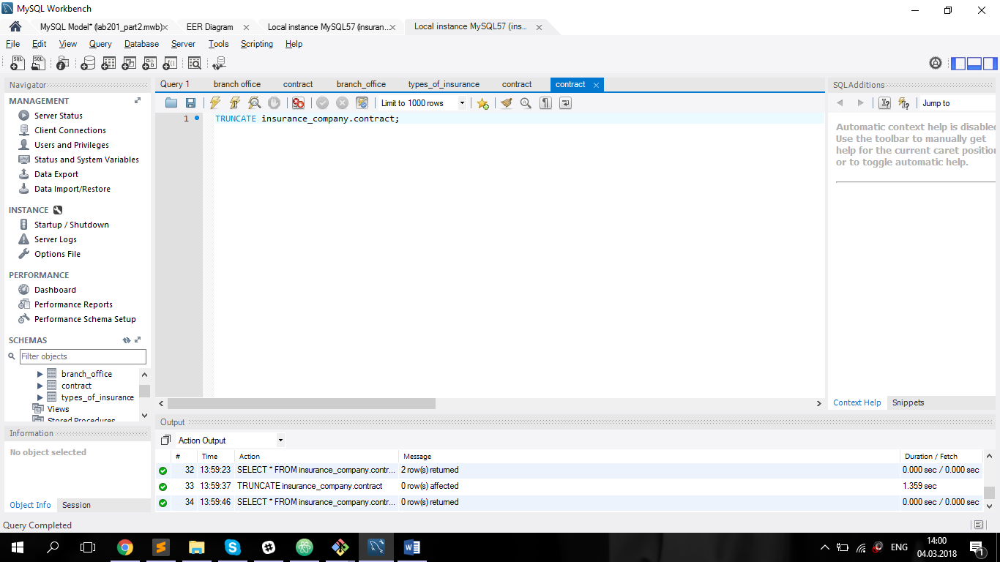 MySQL Workbench
MySQL Model* (lab201_part2.mwb)
EER Diagram
Local instance MySQL57 (insuran...
Local instance MySQL57 (ins...
File Edit View Query Database Server Tools Scripting Help
Navigator
MANAGEMENT
Server Status
Client Connections
Users and Privileges
Status and System Variables
Data Export
Data Import/Restore
INSTANCE
Startup / Shutdown
Server Logs
Options File
PERFORMANCE
Dashboard
Performance Reports
Performance Schema Setup
SCHEMAS
Filter objects
branch_office
contract
types_of_insurance
Views
Stored Procedures
Information
No object selected
Object Info Session
Query 1 branch office contract branch_office types_of_insurance contract contract
Limit to 1000 rows
1 TRUNCATE insurance_company.contract;
SQLAdditions
Jump to
Automatic context help is disabled
Use the toolbar to manually get
help for the current caret position
or to toggle automatic help.
Context Help Snippets
Output
Action Output
# Time Action Message Duration / Fetch
32 13:59:23 SELECT * FROM insurance_company.contr... 2 row(s) returned 0.000 sec / 0.000 sec
33 13:59:37 TRUNCATE insurance_company.contract 0 row(s) affected 1.359 sec
34 13:59:46 SELECT * FROM insurance_company.contr... 0 row(s) returned 0.000 sec / 0.000 sec
Query Completed
ENG
14:00
04.03.2018
1